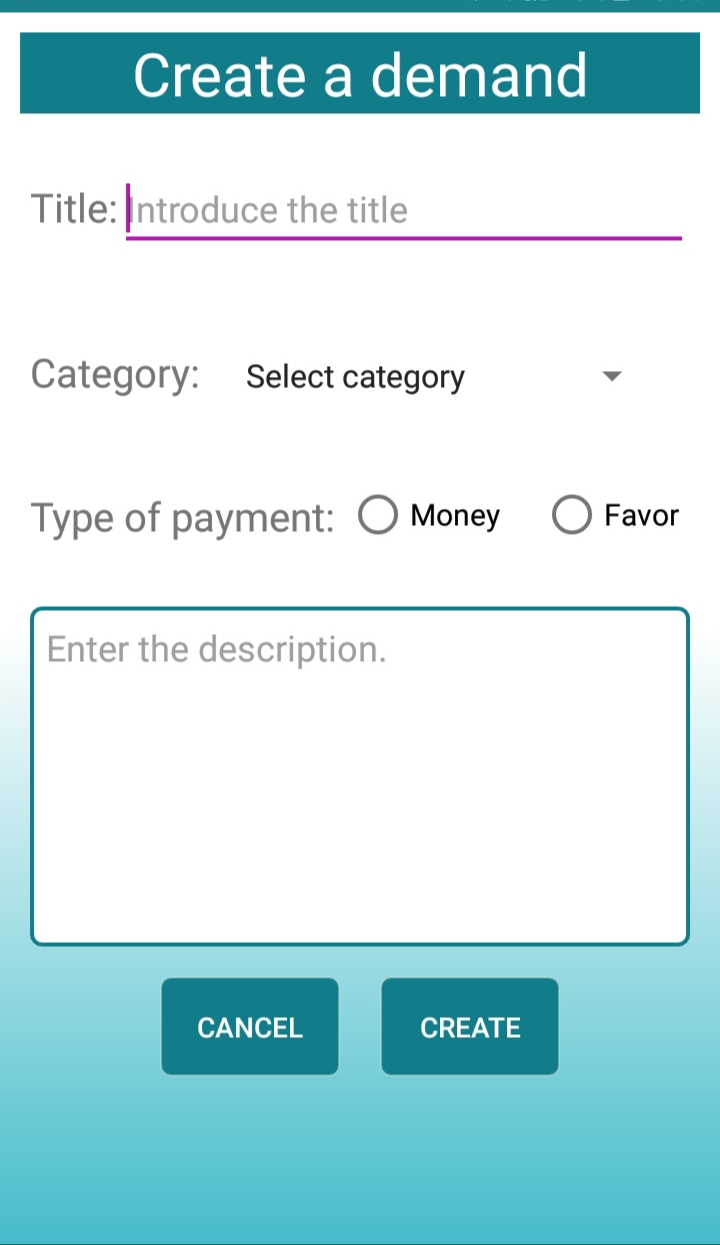 Create a demand
Title: Introduce the title
Category: Select category
Type of payment: Money Favor
Enter the description.
CANCEL CREATE